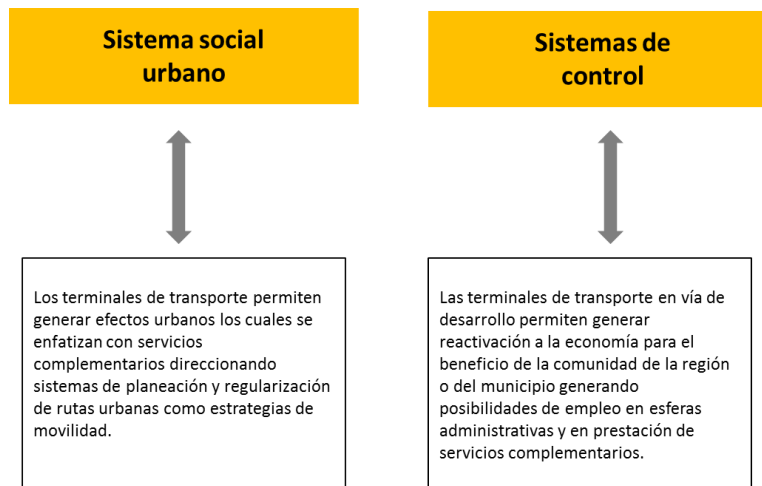 Sistema social
urbano
Los terminales de transporte permiten
generar efectos urbanos los cuales se
enfatizan con servicios
complementarios direccionando
sistemas de planeación y regularización
de rutas urbanas como estrategias de
movilidad.
Sistemas de
control
Las terminales de transporte en vía de
desarrollo permiten generar
reactivación a la economía para el
beneficio de la comunidad de la región
o del municipio generando
posibilidades de empleo en esferas
administrativas y en prestación de
servicios complementarios.